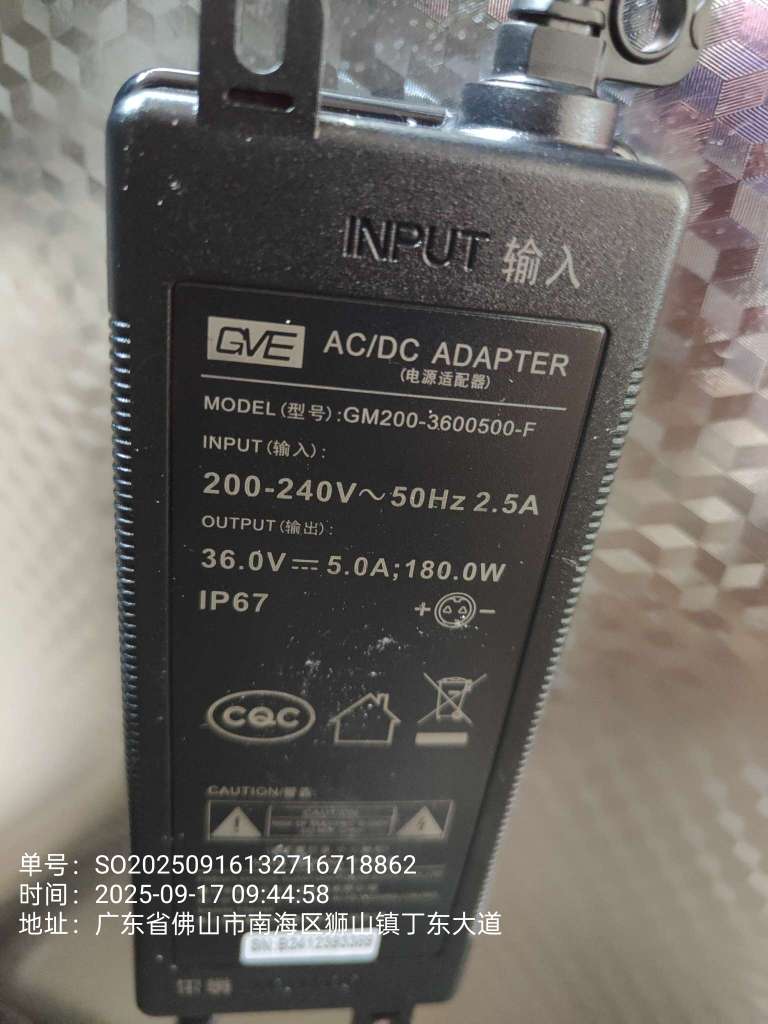 INPUT 输入
GVE AC/DC ADAPTER
(电源适配器)
MODEL(型号):GM200-3600500-F
INPUT(输入):
200-240V～50Hz 2.5A
OUTPUT(输出):
36.0V⎓5.0A;180.0W
IP67
+ -
CQC
CAUTION/警告:
CAUTION
单号：SO20250916132716718862
时间：2025-09-17 09:44:58
地址：广东省佛山市南海区狮山镇丁东大道